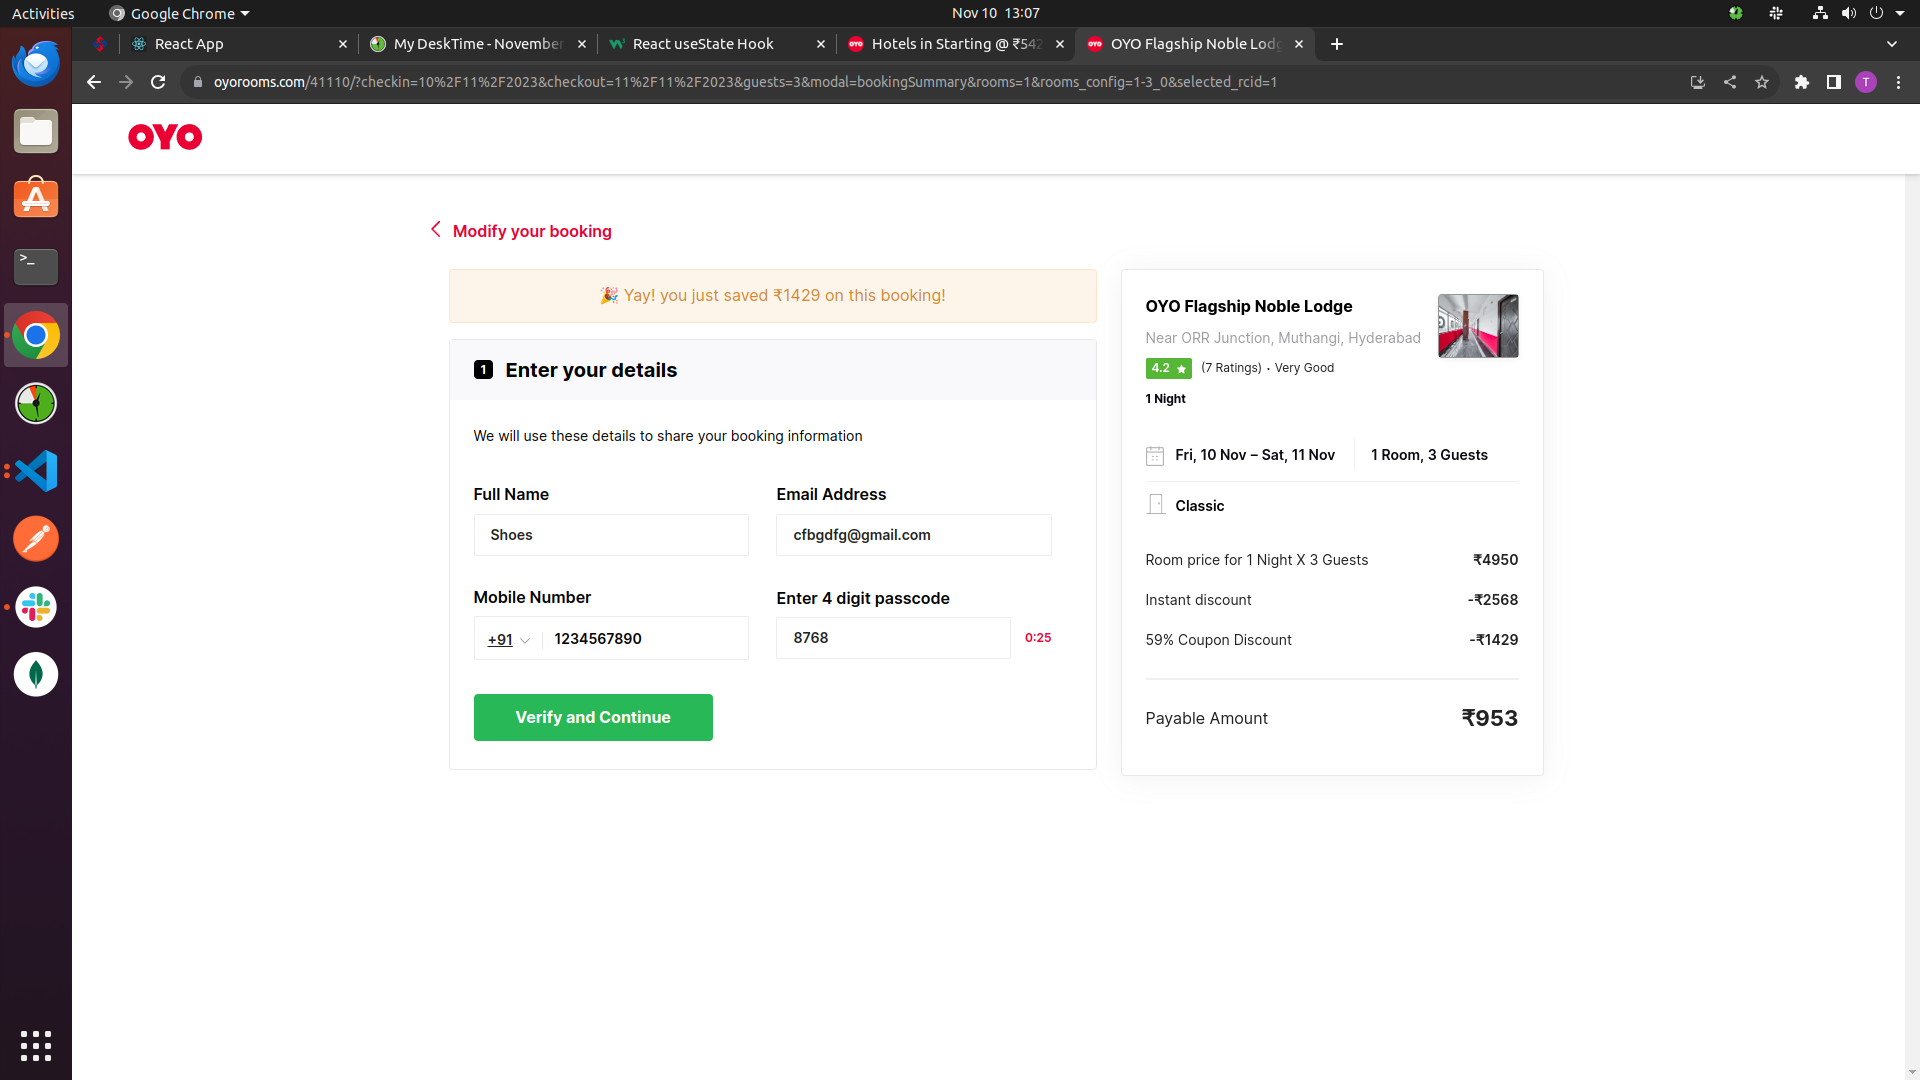 Activities
Google Chrome
Nov 10 13:07
React App
My DeskTime - November
React useState Hook
Hotels in Starting @ ₹542
OYO Flagship Noble Lodg
oyorooms.com/41110/?checkin=10%2F11%2F2023&checkout=11%2F11%2F2023&guests=3&modal=bookingSummary&rooms=1&rooms_config=1-3_0&selected_rcid=1
T
OYO
Modify your booking
🎉 Yay! you just saved ₹1429 on this booking!
1 Enter your details
We will use these details to share your booking information
Full Name
Shoes
Email Address
cfbgdfg@gmail.com
Mobile Number
+91 1234567890
Enter 4 digit passcode
8768
0:25
Verify and Continue
OYO Flagship Noble Lodge
Near ORR Junction, Muthangi, Hyderabad
4.2 ★ (7 Ratings) · Very Good
1 Night
Fri, 10 Nov – Sat, 11 Nov
1 Room, 3 Guests
Classic
Room price for 1 Night X 3 Guests ₹4950
Instant discount -₹2568
59% Coupon Discount -₹1429
Payable Amount ₹953